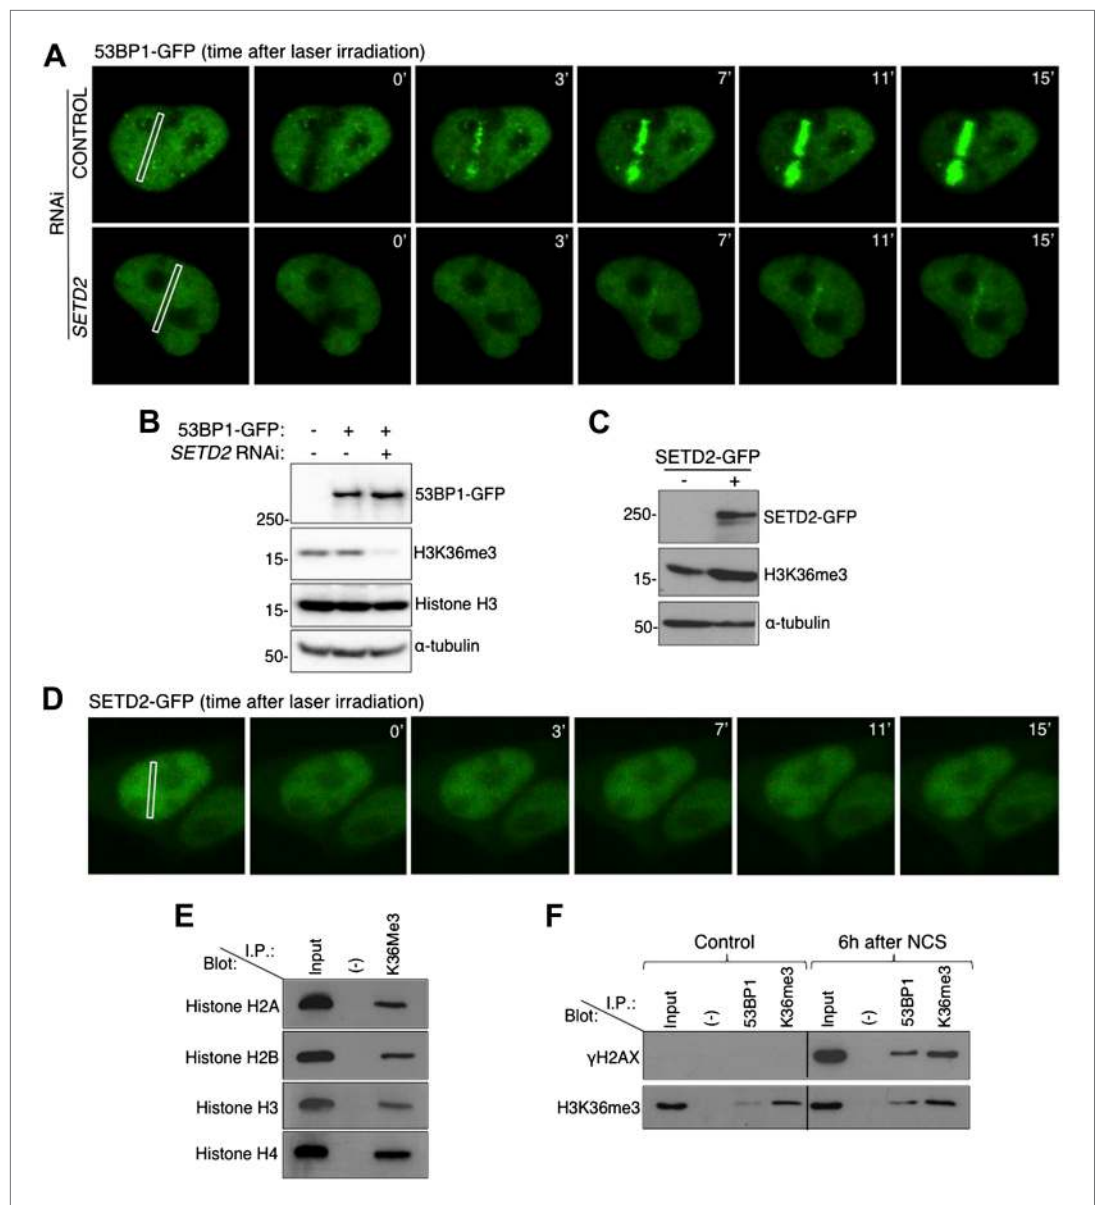 A
53BP1-GFP (time after laser irradiation)
0' 3' 7' 11' 15'
RNAi
CONTROL
0' 3' 7' 11' 15'
SETD2
B
53BP1-GFP: - + +
SETD2 RNAi: - - +
53BP1-GFP
250-
H3K36me3
15-
Histone H3
15-
α-tubulin
50-
C
SETD2-GFP
- +
250- SETD2-GFP
H3K36me3
15-
α-tubulin
50-
D
SETD2-GFP (time after laser irradiation)
0' 3' 7' 11' 15'
E
I.P.:
Blot:
Input (-) K36Me3
Histone H2A
Histone H2B
Histone H3
Histone H4
F
Control 6h after NCS
I.P.:
Blot:
Input (-) 53BP1 K36me3 Input (-) 53BP1 K36me3
γH2AX
H3K36me3